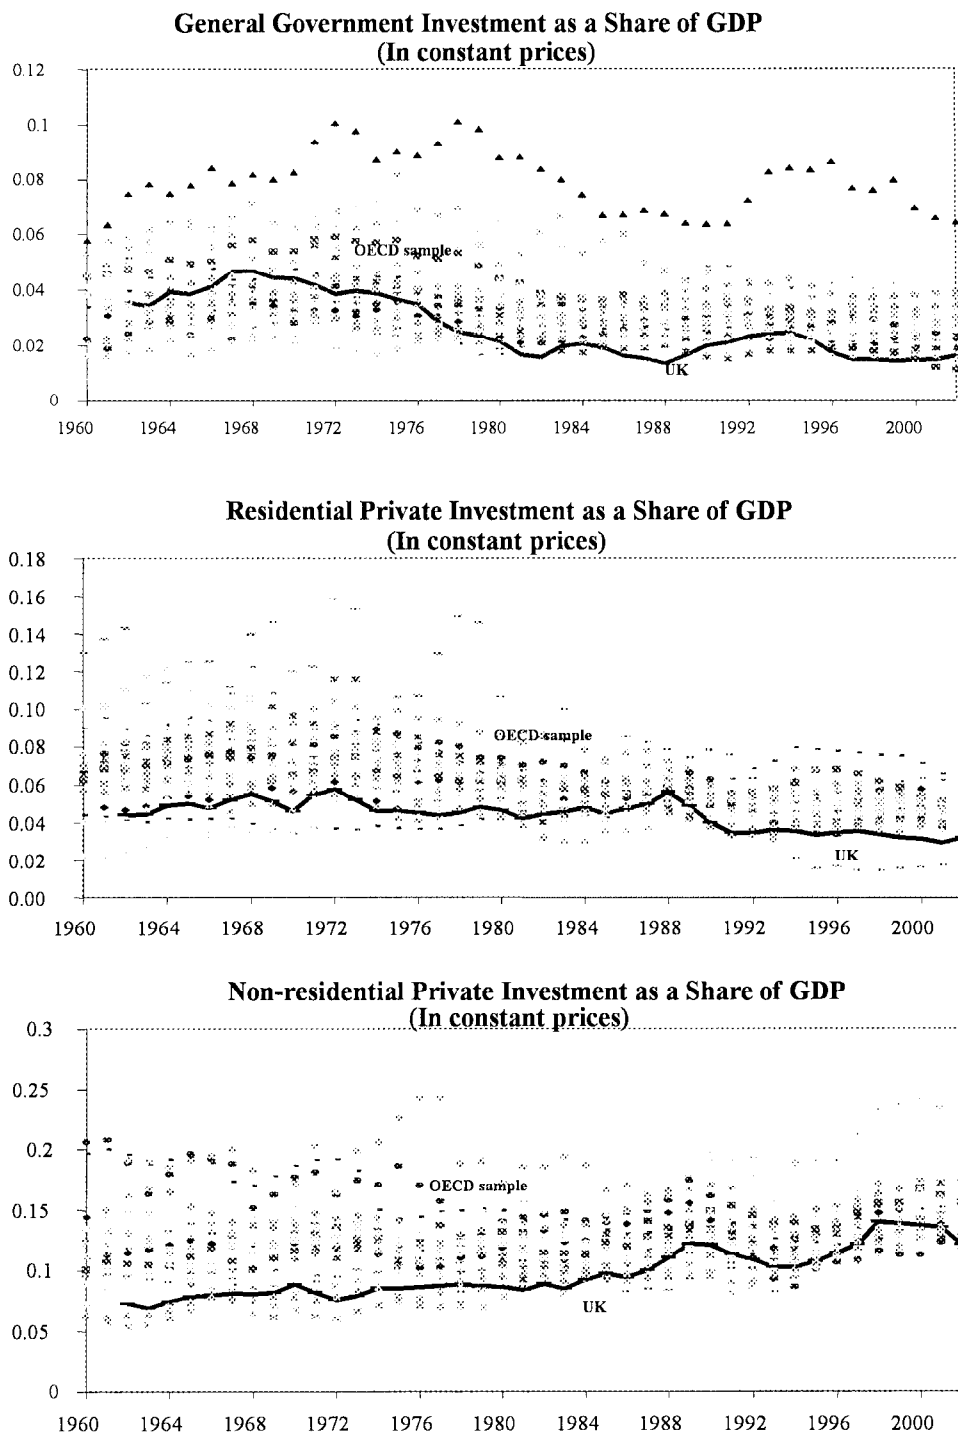 General Government Investment as a Share of GDP
(In constant prices)
0.12
0.1
0.08
0.06
OECD sample
0.04
0.02
UK
0
1960 1964 1968 1972 1976 1980 1984 1988 1992 1996 2000
Residential Private Investment as a Share of GDP
(In constant prices)
0.18
0.16
0.14
0.12
0.10
OECD sample
0.08
0.06
0.04
UK
0.02
0.00
1960 1964 1968 1972 1976 1980 1984 1988 1992 1996 2000
Non-residential Private Investment as a Share of GDP
(In constant prices)
0.3
0.25
0.2
OECD sample
0.15
0.1
UK
0.05
0
1960 1964 1968 1972 1976 1980 1984 1988 1992 1996 2000